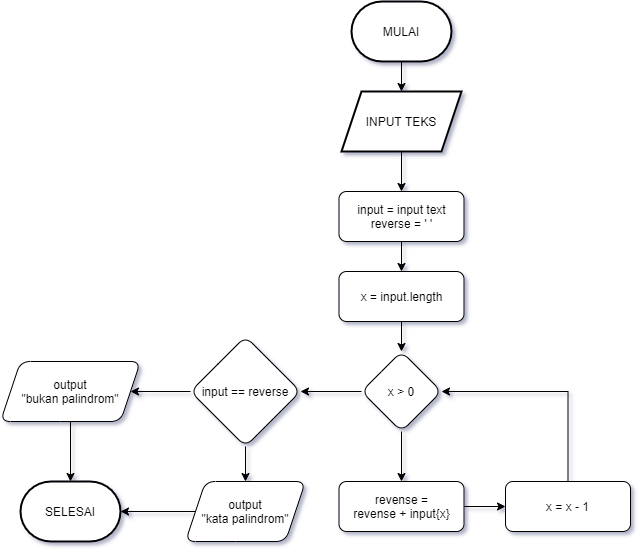 MULAI
INPUT TEKS
input = input text
reverse = ' '
x = input.length
x > 0
input == reverse
output
"bukan palindrom"
revense =
revense + input{x}
x = x - 1
output
"kata palindrom"
SELESAI